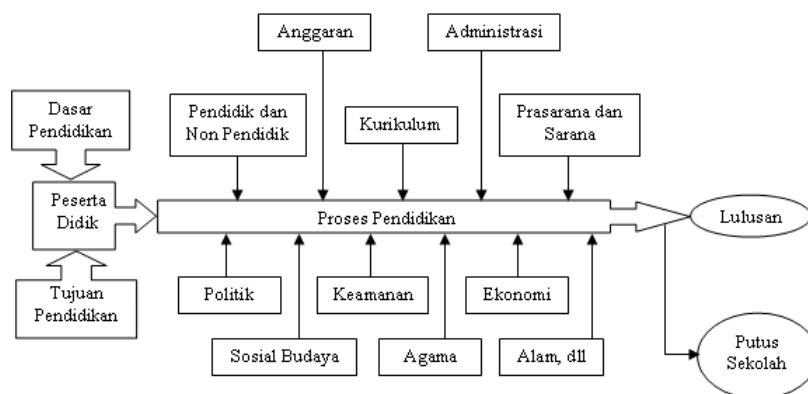 Anggaran
Administrasi
Dasar
Pendidikan
Pendidik dan
Non Pendidik
Kurikulum
Prasarana dan
Sarana
Peserta
Didik
Proses Pendidikan
Lulusan
Tujuan
Pendidikan
Politik
Keamanan
Ekonomi
Sosial Budaya
Agama
Alam, dll
Putus
Sekolah